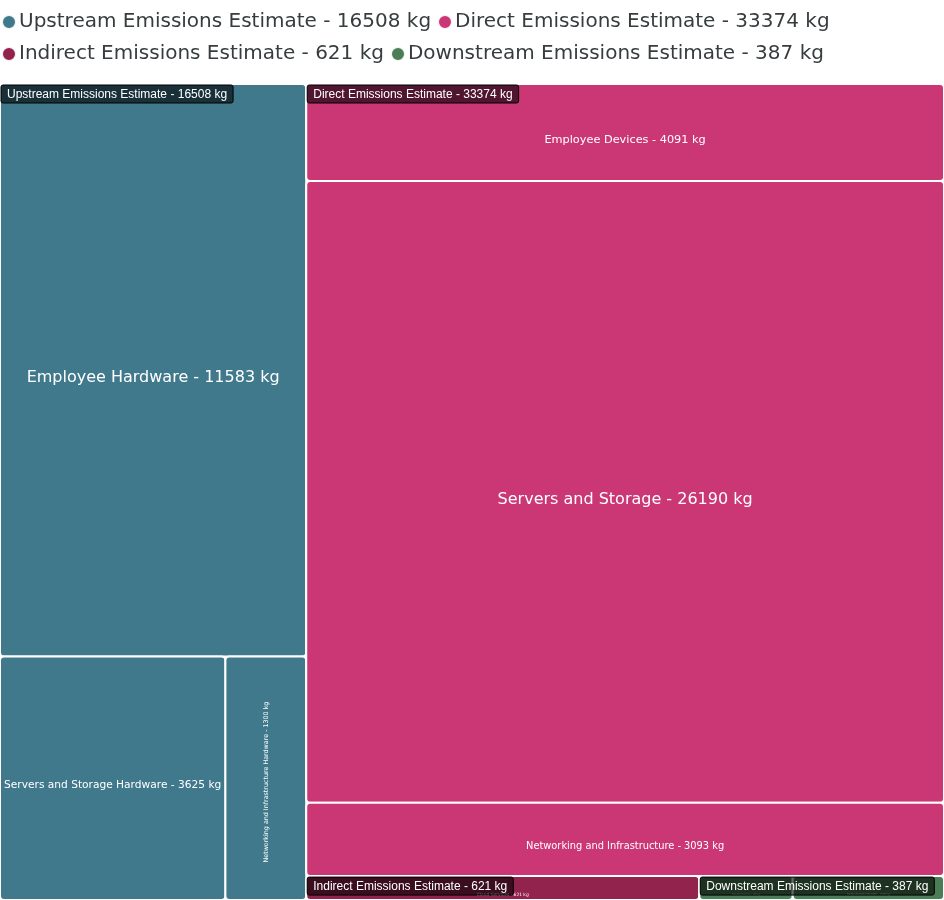 Upstream Emissions Estimate - 16508 kg Direct Emissions Estimate - 33374 kg
Indirect Emissions Estimate - 621 kg Downstream Emissions Estimate - 387 kg
Upstream Emissions Estimate - 16508 kg
Direct Emissions Estimate - 33374 kg
Employee Devices - 4091 kg
Employee Hardware - 11583 kg
Servers and Storage - 26190 kg
Servers and Storage Hardware - 3625 kg
Networking and Infrastructure Hardware - 1300 kg
Networking and Infrastructure - 3093 kg
Indirect Emissions Estimate - 621 kg
Downstream Emissions Estimate - 387 kg